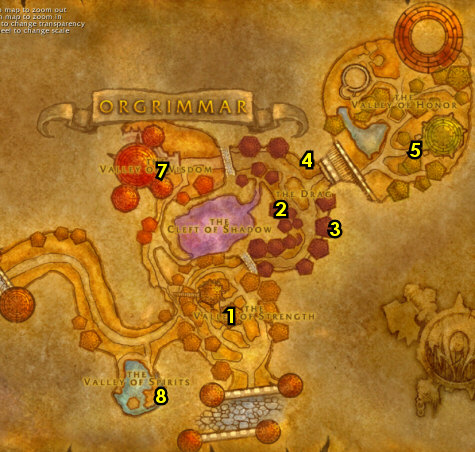 map to zoom out
map to zoom in
to change transparency
eel to change scale
ORGRIMMAR
THE
VALLEY OF HONOR
5
4
THE
VALLEY OF WISDOM
7
THE DRAG
2
3
THE
CLEFT OF SHADOW
THE
VALLEY OF STRENGTH
1
THE
VALLEY OF SPIRITS
8